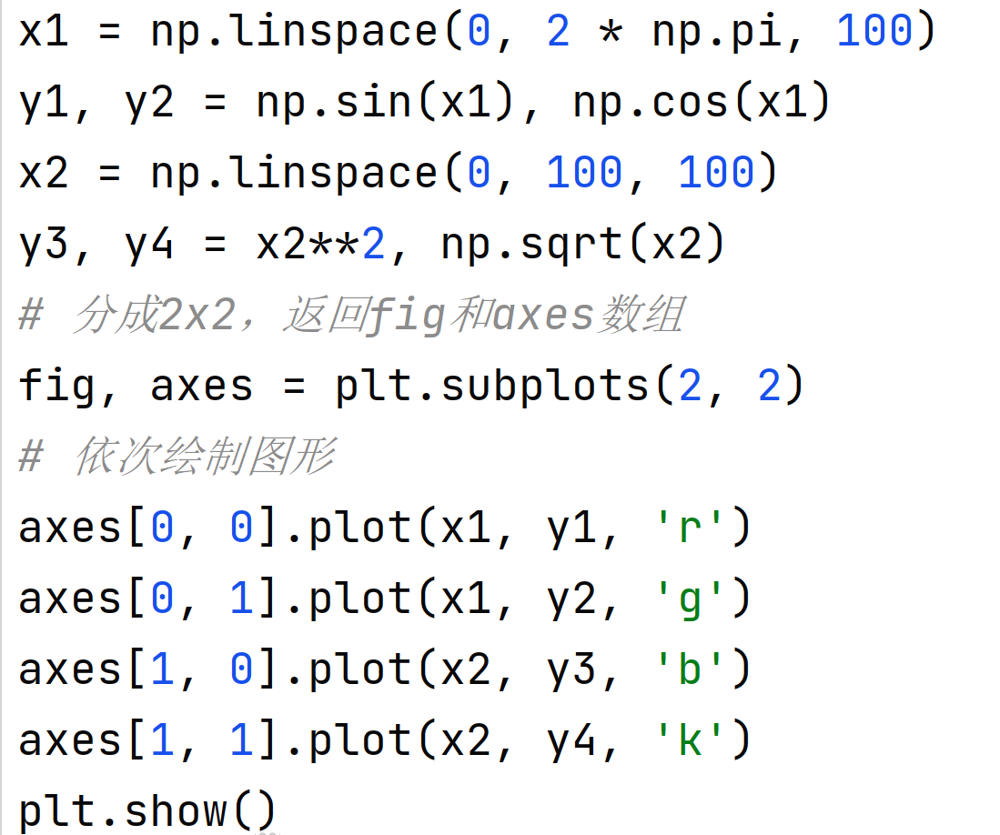 x1 = np.linspace(0, 2 * np.pi, 100)
y1, y2 = np.sin(x1), np.cos(x1)
x2 = np.linspace(0, 100, 100)
y3, y4 = x2**2, np.sqrt(x2)
# 分成2x2，返回fig和axes数组
fig, axes = plt.subplots(2, 2)
# 依次绘制图形
axes[0, 0].plot(x1, y1, 'r')
axes[0, 1].plot(x1, y2, 'g')
axes[1, 0].plot(x2, y3, 'b')
axes[1, 1].plot(x2, y4, 'k')
plt.show()